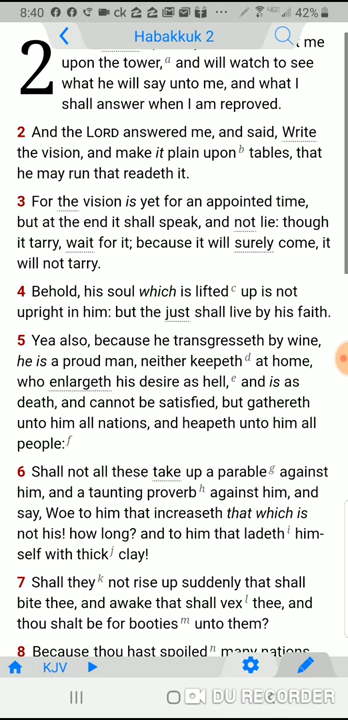 8:40 ck 42%
Habakkuk 2
2 me
upon the tower, a and will watch to see
what he will say unto me, and what I
shall answer when I am reproved.
2 And the LORD answered me, and said, Write
the vision, and make it plain upon b tables, that
he may run that readeth it.
3 For the vision is yet for an appointed time,
but at the end it shall speak, and not lie: though
it tarry, wait for it; because it will surely come, it
will not tarry.
4 Behold, his soul which is lifted c up is not
upright in him: but the just shall live by his faith.
5 Yea also, because he transgresseth by wine,
he is a proud man, neither keepeth d at home,
who enlargeth his desire as hell, e and is as
death, and cannot be satisfied, but gathereth
unto him all nations, and heapeth unto him all
people: f
6 Shall not all these take up a parable g against
him, and a taunting proverb h against him, and
say, Woe to him that increaseth that which is
not his! how long? and to him that ladeth i him-
self with thick j clay!
7 Shall they k not rise up suddenly that shall
bite thee, and awake that shall vex l thee, and
thou shalt be for booties m unto them?
8 Because thou hast spoiled n many nations
KJV
DU RECORDER